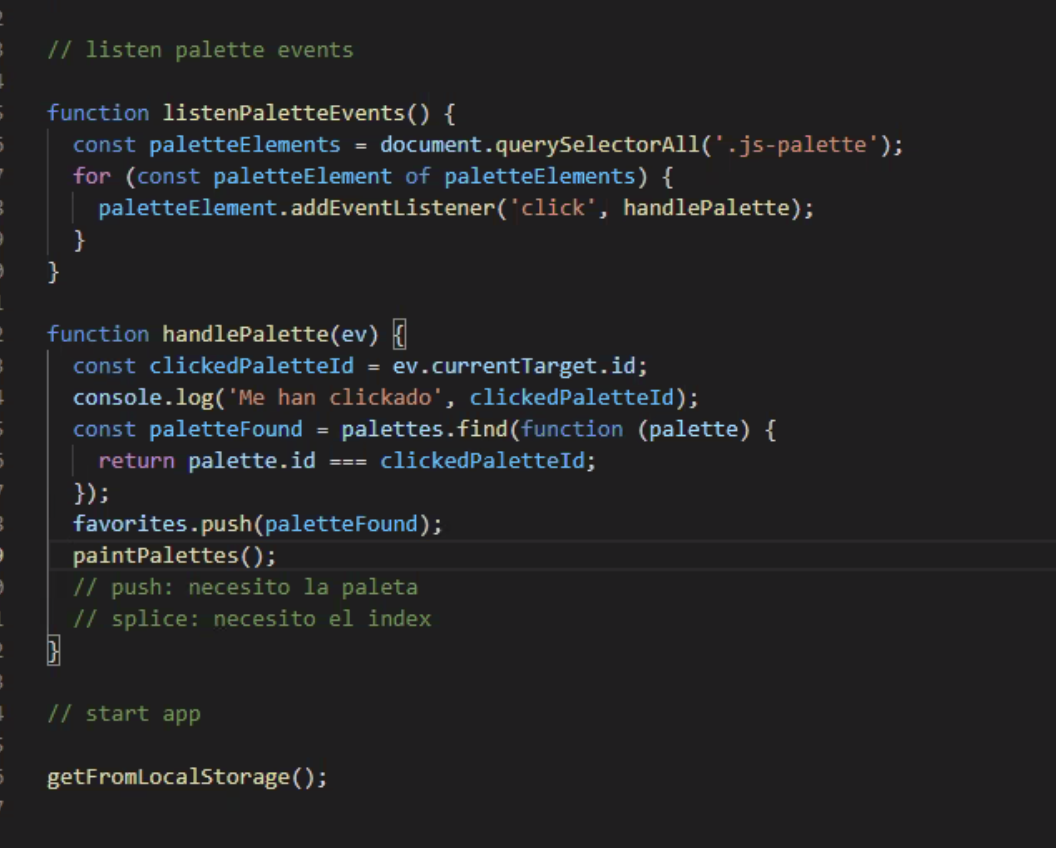 // listen palette events
function listenPaletteEvents() {
const paletteElements = document.querySelectorAll('.js-palette');
for (const paletteElement of paletteElements) {
paletteElement.addEventListener('click', handlePalette);
}
}
function handlePalette(ev) {
const clickedPaletteId = ev.currentTarget.id;
console.log('Me han clickado', clickedPaletteId);
const paletteFound = palettes.find(function (palette) {
return palette.id === clickedPaletteId;
});
favorites.push(paletteFound);
paintPalettes();
// push: necesito la paleta
// splice: necesito el index
}
// start app
getFromLocalStorage();